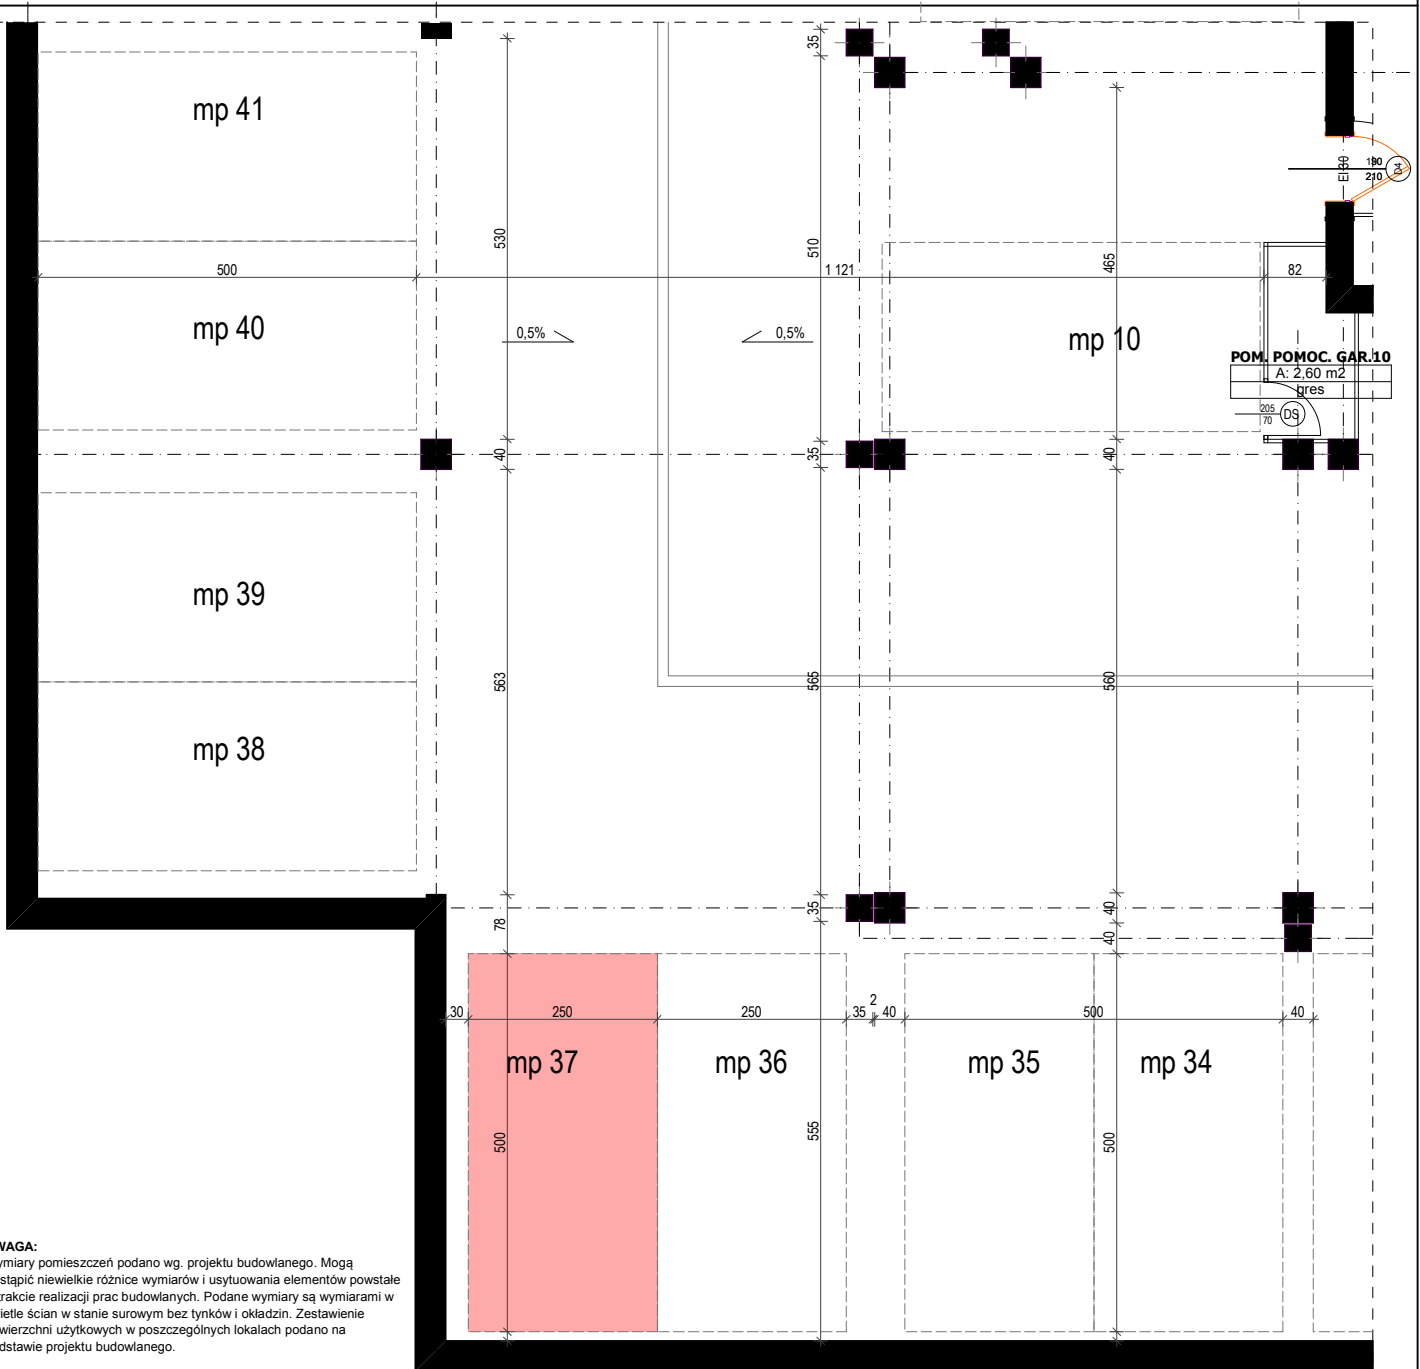 35
mp 41
EI 30
210
D4
530
510
465
500
1 121
82
mp 40
0,5%
0,5%
mp 10
POM. POMOC. GAR.10
A: 2,60 m2
gres
205
70
DS
40
35
40
mp 39
563
565
560
mp 38
78
35
40
40
30
250
250
35
2
40
500
40
mp 37
mp 36
mp 35
mp 34
500
555
500
WAGA:
ymiary pomieszczeń podano wg. projektu budowlanego. Mogą
stąpić niewielkie różnice wymiarów i usytuowania elementów powstałe
trakcie realizacji prac budowlanych. Podane wymiary są wymiarami w
ietle ścian w stanie surowym bez tynków i okładzin. Zestawienie
wierzchni użytkowych w poszczególnych lokalach podano na
dstawie projektu budowlanego.